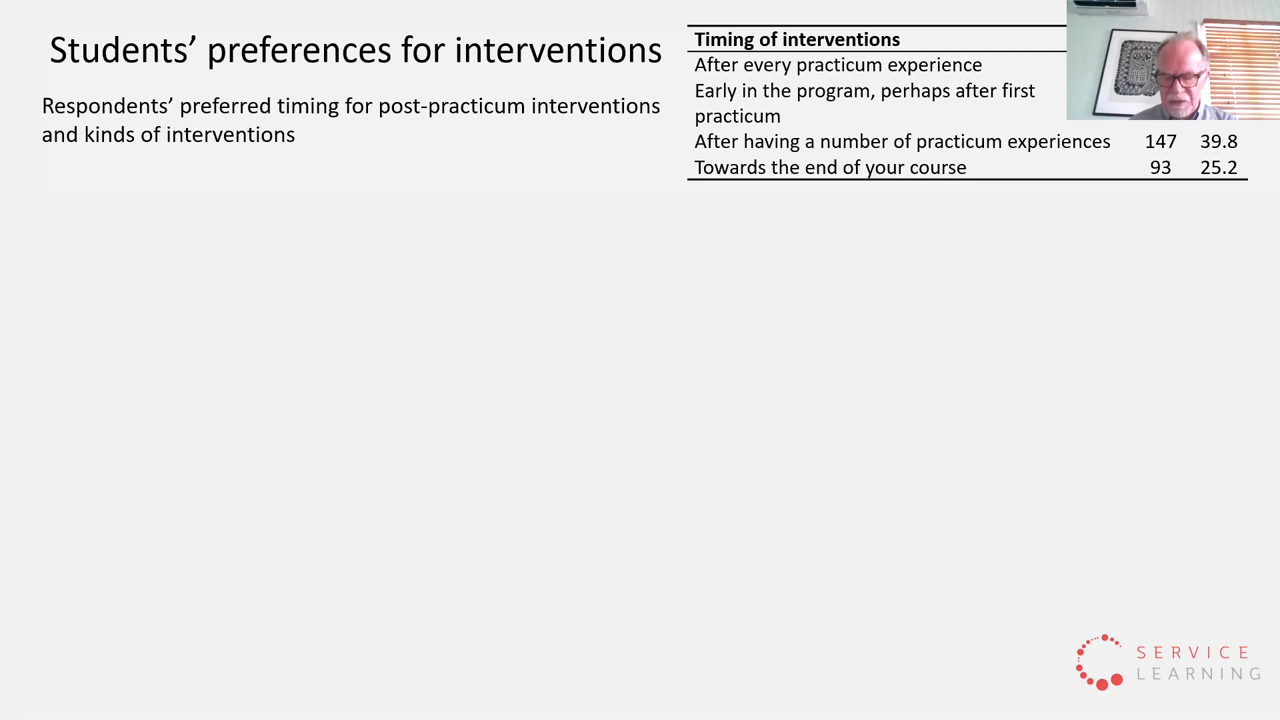 Students’ preferences for interventions
Respondents’ preferred timing for post-practicum interventions
and kinds of interventions
Timing of interventions
After every practicum experience
Early in the program, perhaps after first
practicum
After having a number of practicum experiences 147 39.8
Towards the end of your course 93 25.2
SERVICE
LEARNING